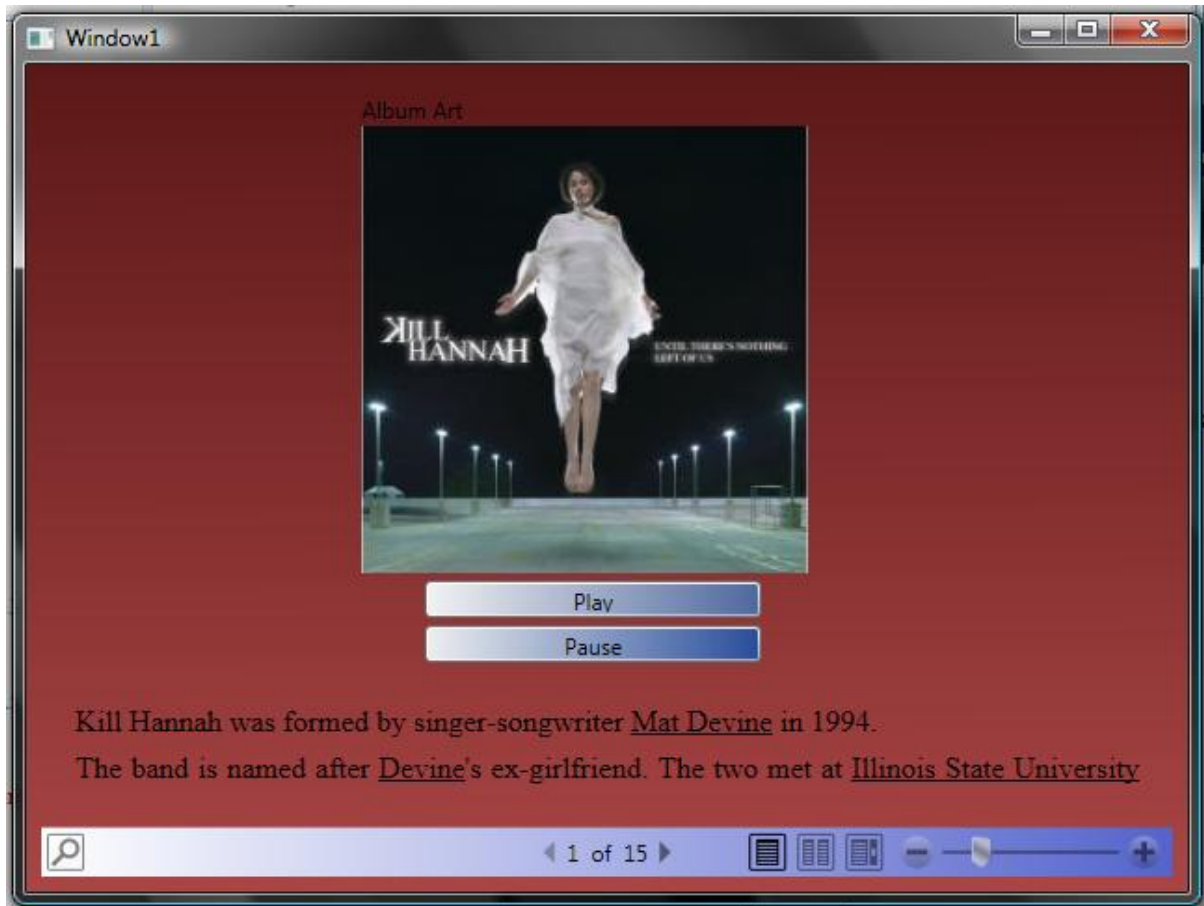 Window1
Album Art
KILL
HANNAH
UNTIL THERE'S NOTHING
LEFT OF US
Play
Pause
Kill Hannah was formed by singer-songwriter Mat Devine in 1994.
The band is named after Devine's ex-girlfriend. The two met at Illinois State University
1 of 15